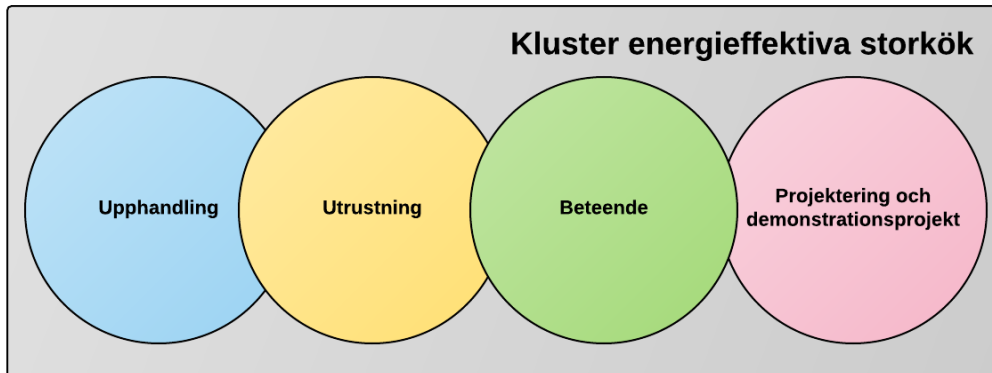 Kluster energieffektiva storkök
Upphandling
Utrustning
Beteende
Projektering och
demonstrationsprojekt